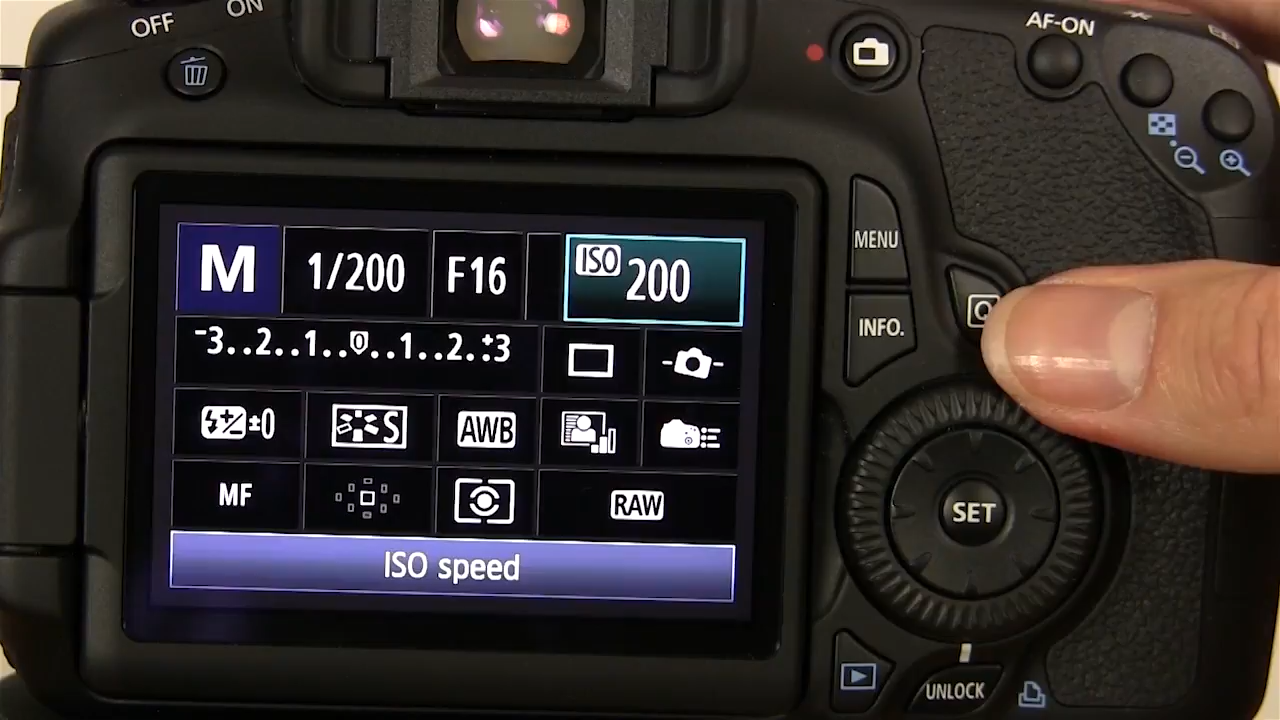 OFF
ON
AF-ON
MENU
M
1/200
F16
ISO
200
Q
INFO.
-3..2..1..0..1..2.:+3
±0
S
AWB
MF
RAW
SET
ISO speed
UNLOCK